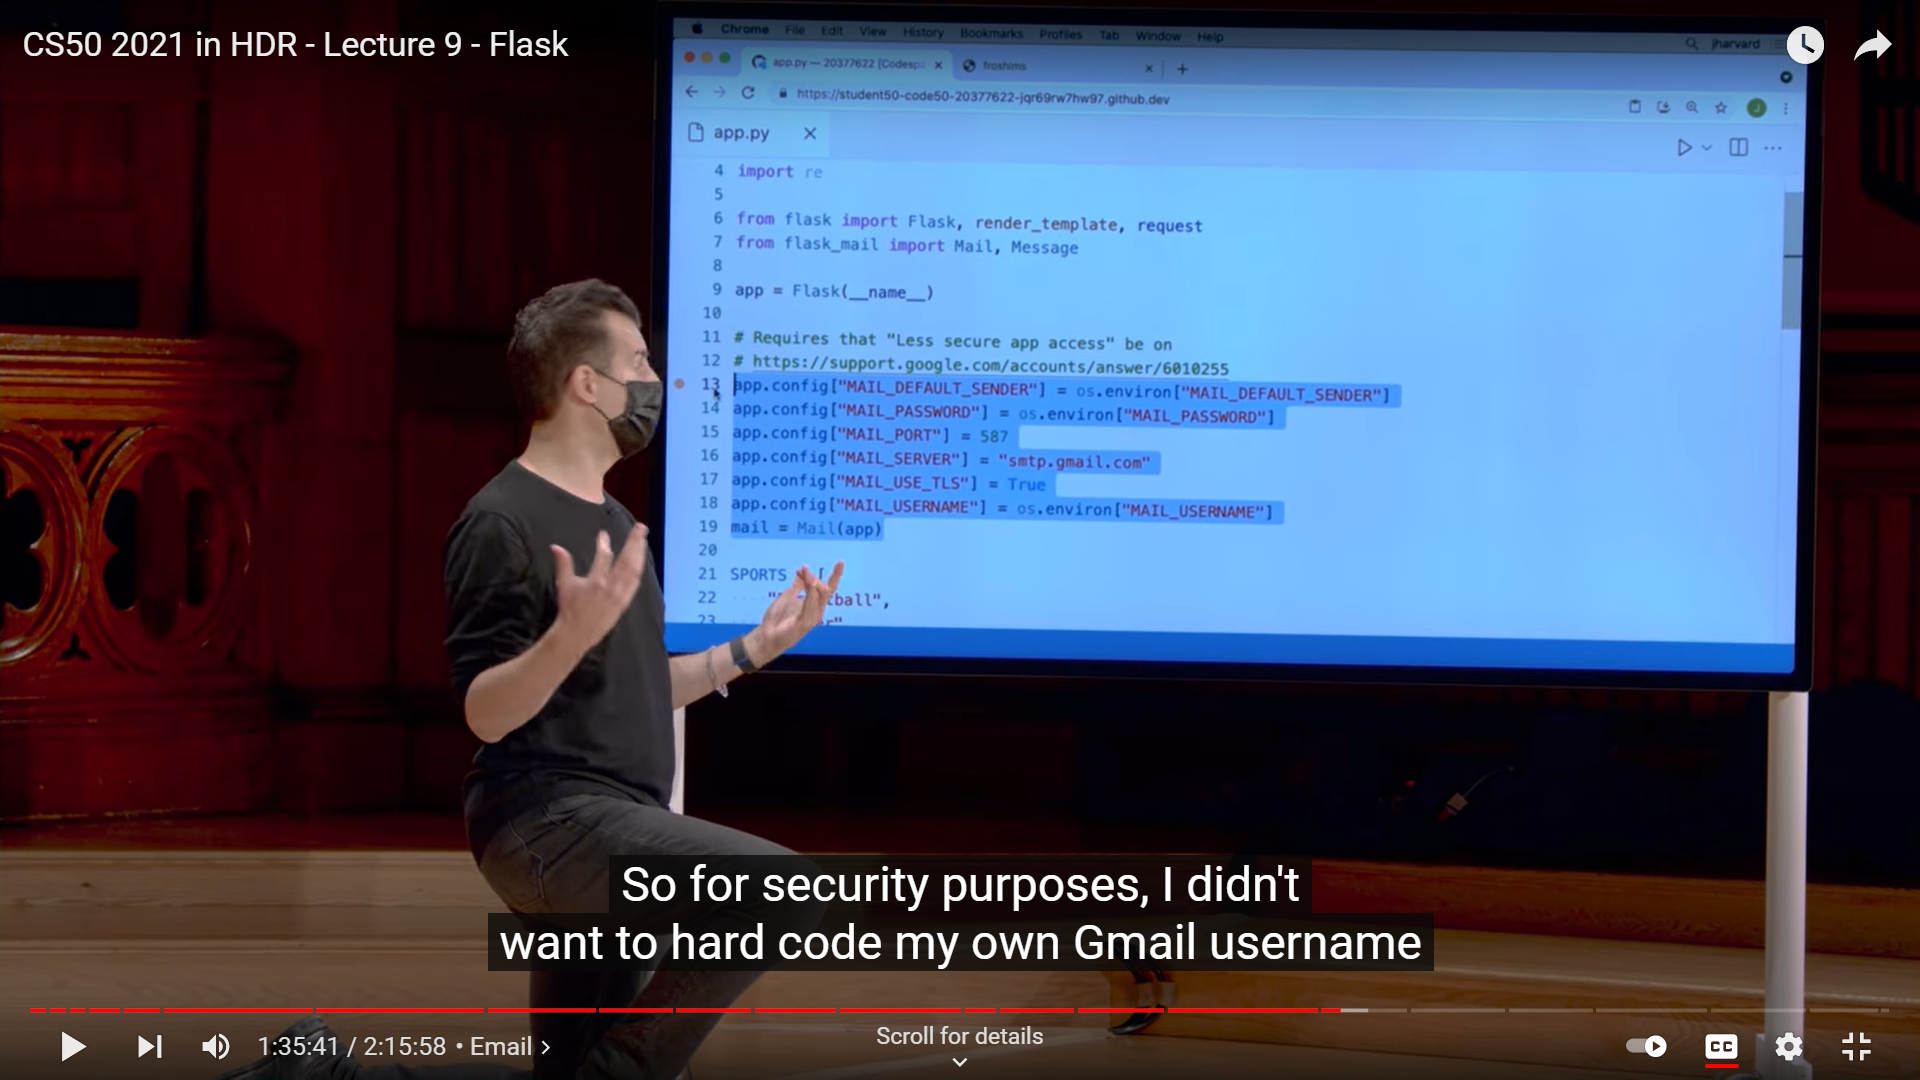 CS50 2021 in HDR - Lecture 9 - Flask
Chrome File Edit View History Bookmarks Profiles Tab Window Help
jharvard
app.py — 20377622 [Codesp
froshims
https://student50-code50-20377622-jqr69rw7hw97.github.dev
J
app.py
4 import re
5
6 from flask import Flask, render_template, request
7 from flask_mail import Mail, Message
8
9 app = Flask(__name__)
10
11 # Requires that "Less secure app access" be on
12 # https://support.google.com/accounts/answer/6010255
13 app.config["MAIL_DEFAULT_SENDER"] = os.environ["MAIL_DEFAULT_SENDER"]
14 app.config["MAIL_PASSWORD"] = os.environ["MAIL_PASSWORD"]
15 app.config["MAIL_PORT"] = 587
16 app.config["MAIL_SERVER"] = "smtp.gmail.com"
17 app.config["MAIL_USE_TLS"] = True
18 app.config["MAIL_USERNAME"] = os.environ["MAIL_USERNAME"]
19 mail = Mail(app)
20
21 SPORTS [
22
23
So for security purposes, I didn't
want to hard code my own Gmail username
Scroll for details
1:35:41 / 2:15:58 • Email
CC